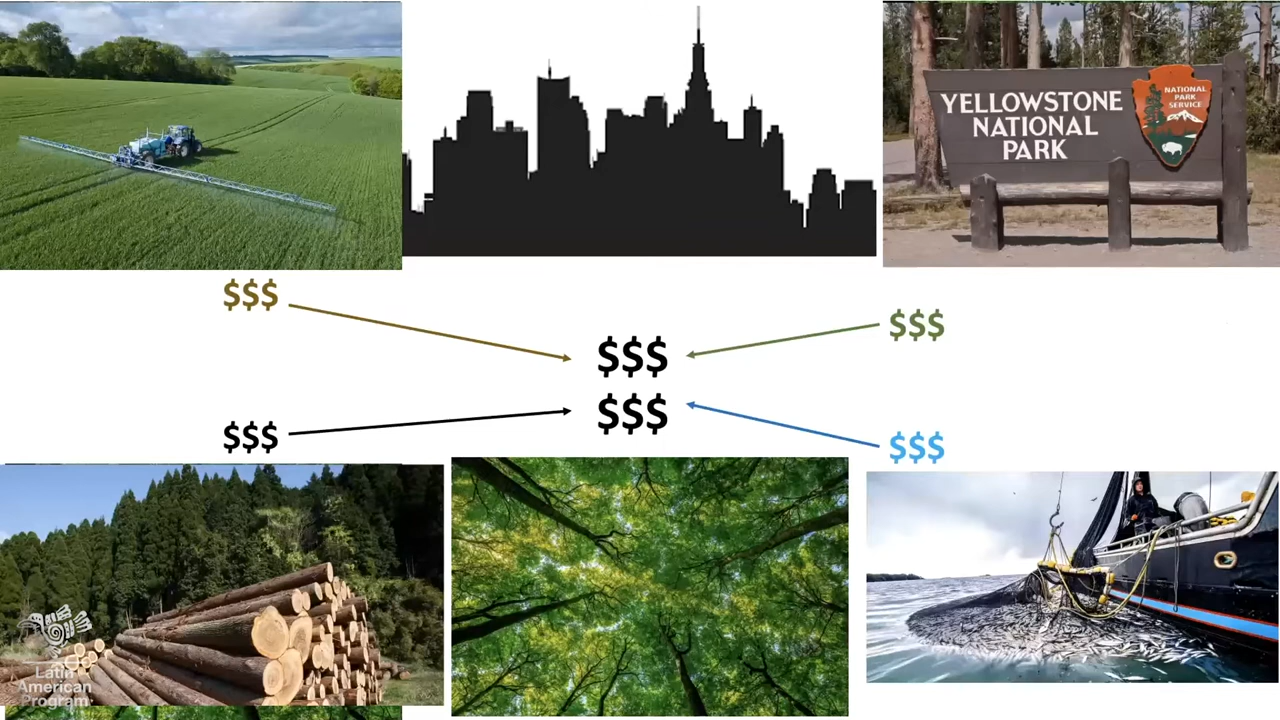 YELLOWSTONE
NATIONAL
PARK
NATIONAL
PARK
SERVICE
$$$
$$$
$$$
$$$
$$$
$$$
Latin
American
Program